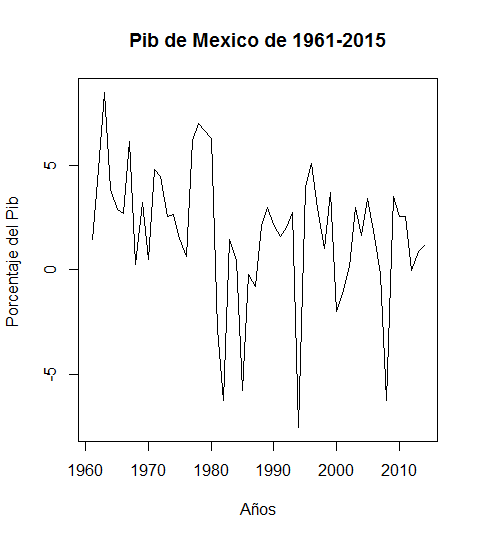 Pib de Mexico de 1961-2015
Porcentaje del Pib
5
0
-5
1960 1970 1980 1990 2000 2010
Años